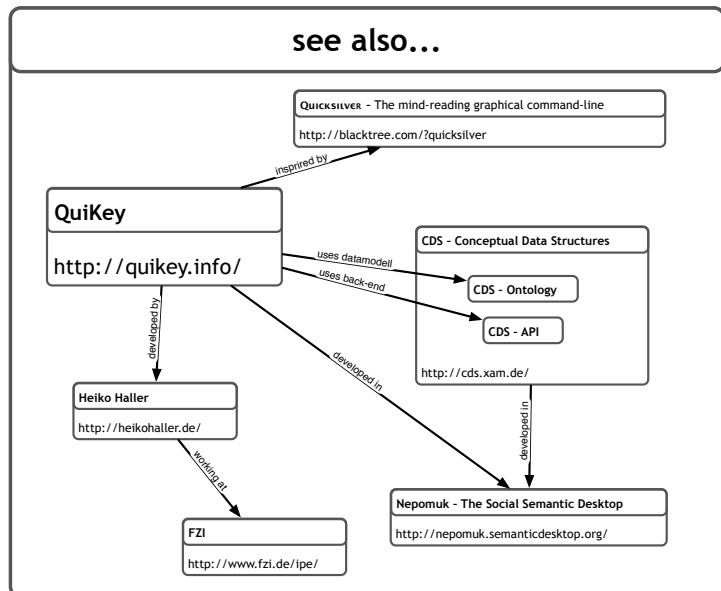 see also...
Quicksilver - The mind-reading graphical command-line
http://blacktree.com/?quicksilver
insprired by
QuiKey
http://quikey.info/
CDS - Conceptual Data Structures
uses datamodell
CDS - Ontology
uses back-end
CDS - API
http://cds.xam.de/
developed by
developed in
developed in
Heiko Haller
http://heikohaller.de/
working at
Nepomuk - The Social Semantic Desktop
http://nepomuk.semanticdesktop.org/
FZI
http://www.fzi.de/ipe/